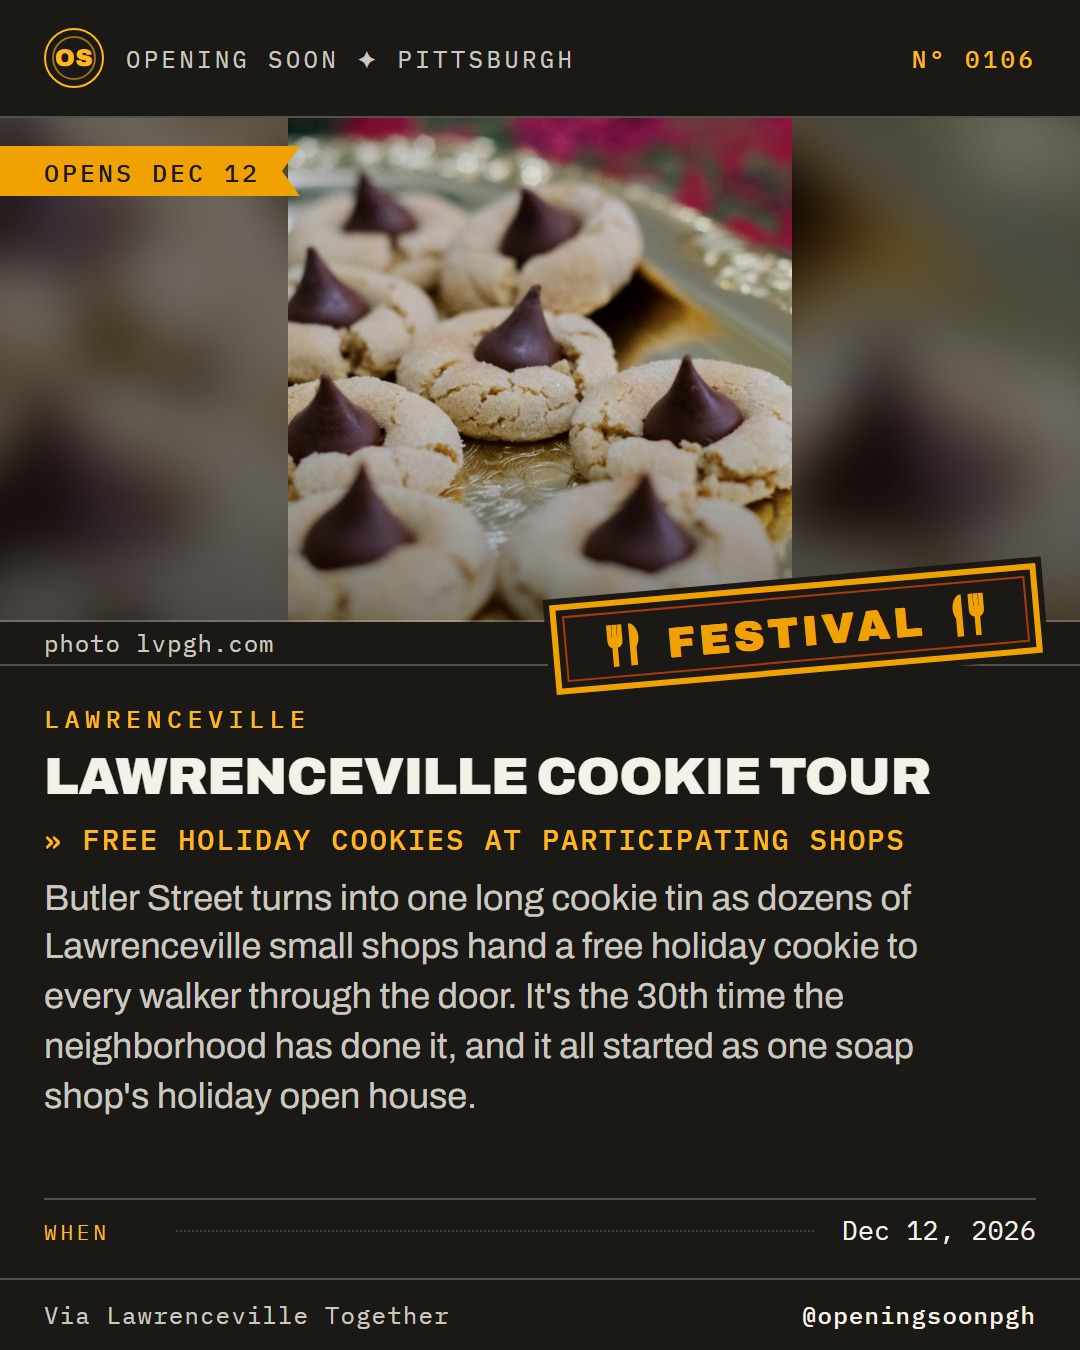 OS OPENING SOON ✦ PITTSBURGH N° 0106
OPENS DEC 12
FESTIVAL
photo lvpgh.com
LAWRENCEVILLE
LAWRENCEVILLE COOKIE TOUR
» FREE HOLIDAY COOKIES AT PARTICIPATING SHOPS
Butler Street turns into one long cookie tin as dozens of
Lawrenceville small shops hand a free holiday cookie to
every walker through the door. It's the 30th time the
neighborhood has done it, and it all started as one soap
shop's holiday open house.
WHEN Dec 12, 2026
Via Lawrenceville Together @openingsoonpgh